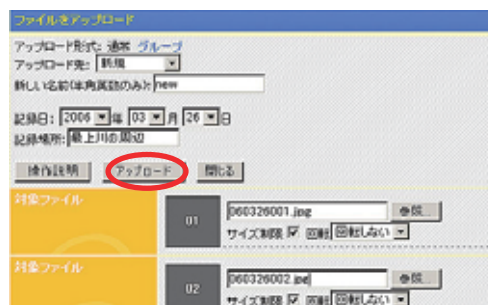 ファイルをアップロード
アップロード形式: 通常 グループ
アップロード先: 新規
新しい名前(半角英数のみ): new
記録日: 2006 年 03 月 26 日
記録場所: 最上川の周辺
操作説明 アップロード 閉じる
対象ファイル 01 060326001.jpg 参照...
サイズ制限 回転 回転しない
対象ファイル 02 060326002.jpg 参照...
サイズ制限 回転 回転しない